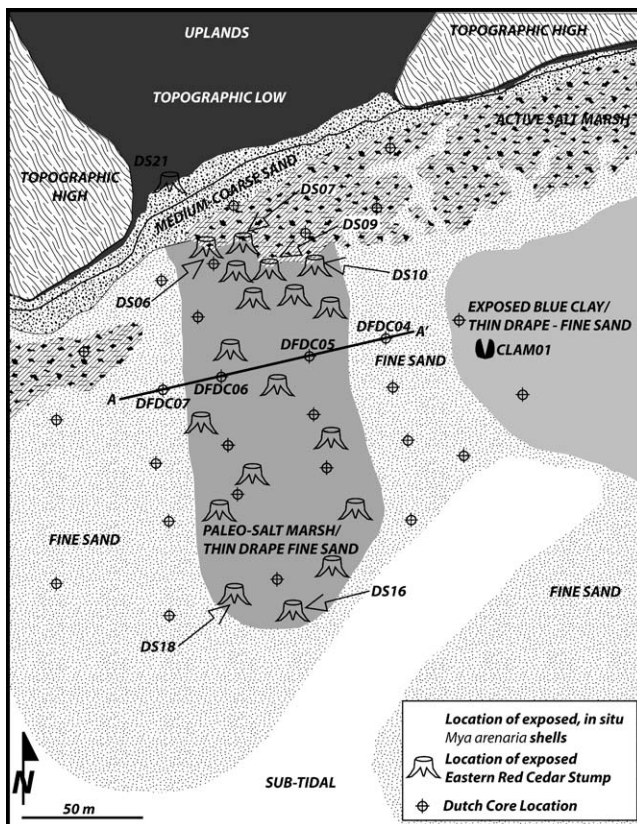 UPLANDS
TOPOGRAPHIC HIGH
TOPOGRAPHIC LOW
ACTIVE SALT MARSH
DS21
TOPOGRAPHIC
HIGH
MEDIUM-COARSE SAND
DS07
DS09
DS06
DS10
EXPOSED BLUE CLAY/
THIN DRAPE - FINE SAND
CLAM01
DFDC04
A'
DFDC05
FINE SAND
DFDC06
A
DFDC07
PALEO-SALT MARSH/
THIN DRAPE FINE SAND
FINE SAND
FINE SAND
DS16
DS18
SUB-TIDAL
N
50 m
Location of exposed, in situ
Mya arenaria shells
Location of exposed
Eastern Red Cedar Stump
Dutch Core Location